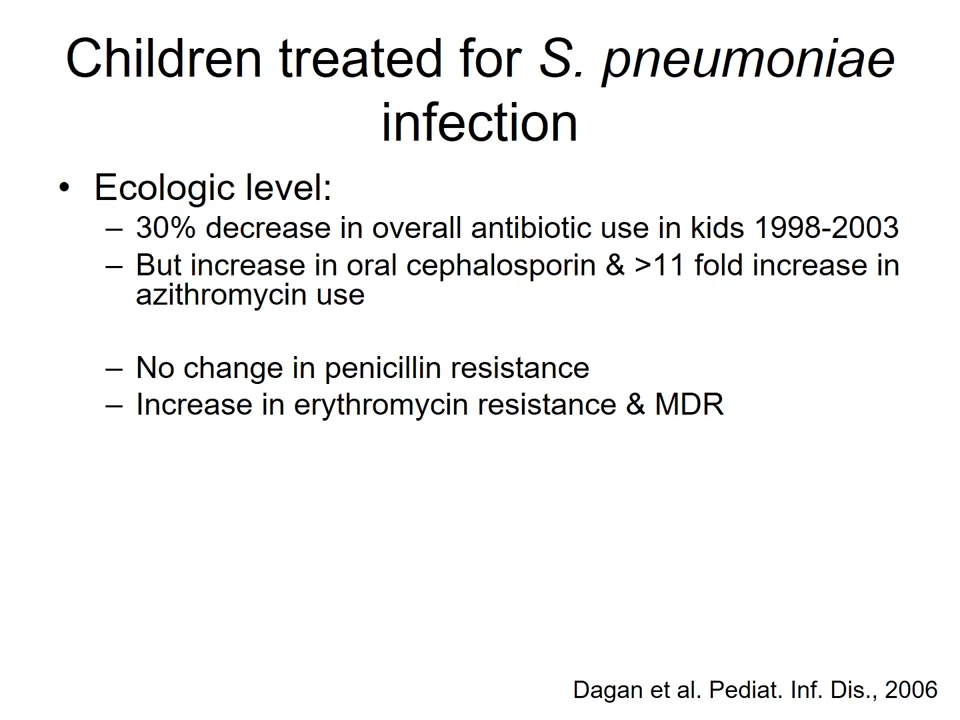 Children treated for S. pneumoniae
infection
• Ecologic level:
– 30% decrease in overall antibiotic use in kids 1998-2003
– But increase in oral cephalosporin & >11 fold increase in
azithromycin use
– No change in penicillin resistance
– Increase in erythromycin resistance & MDR
Dagan et al. Pediat. Inf. Dis., 2006